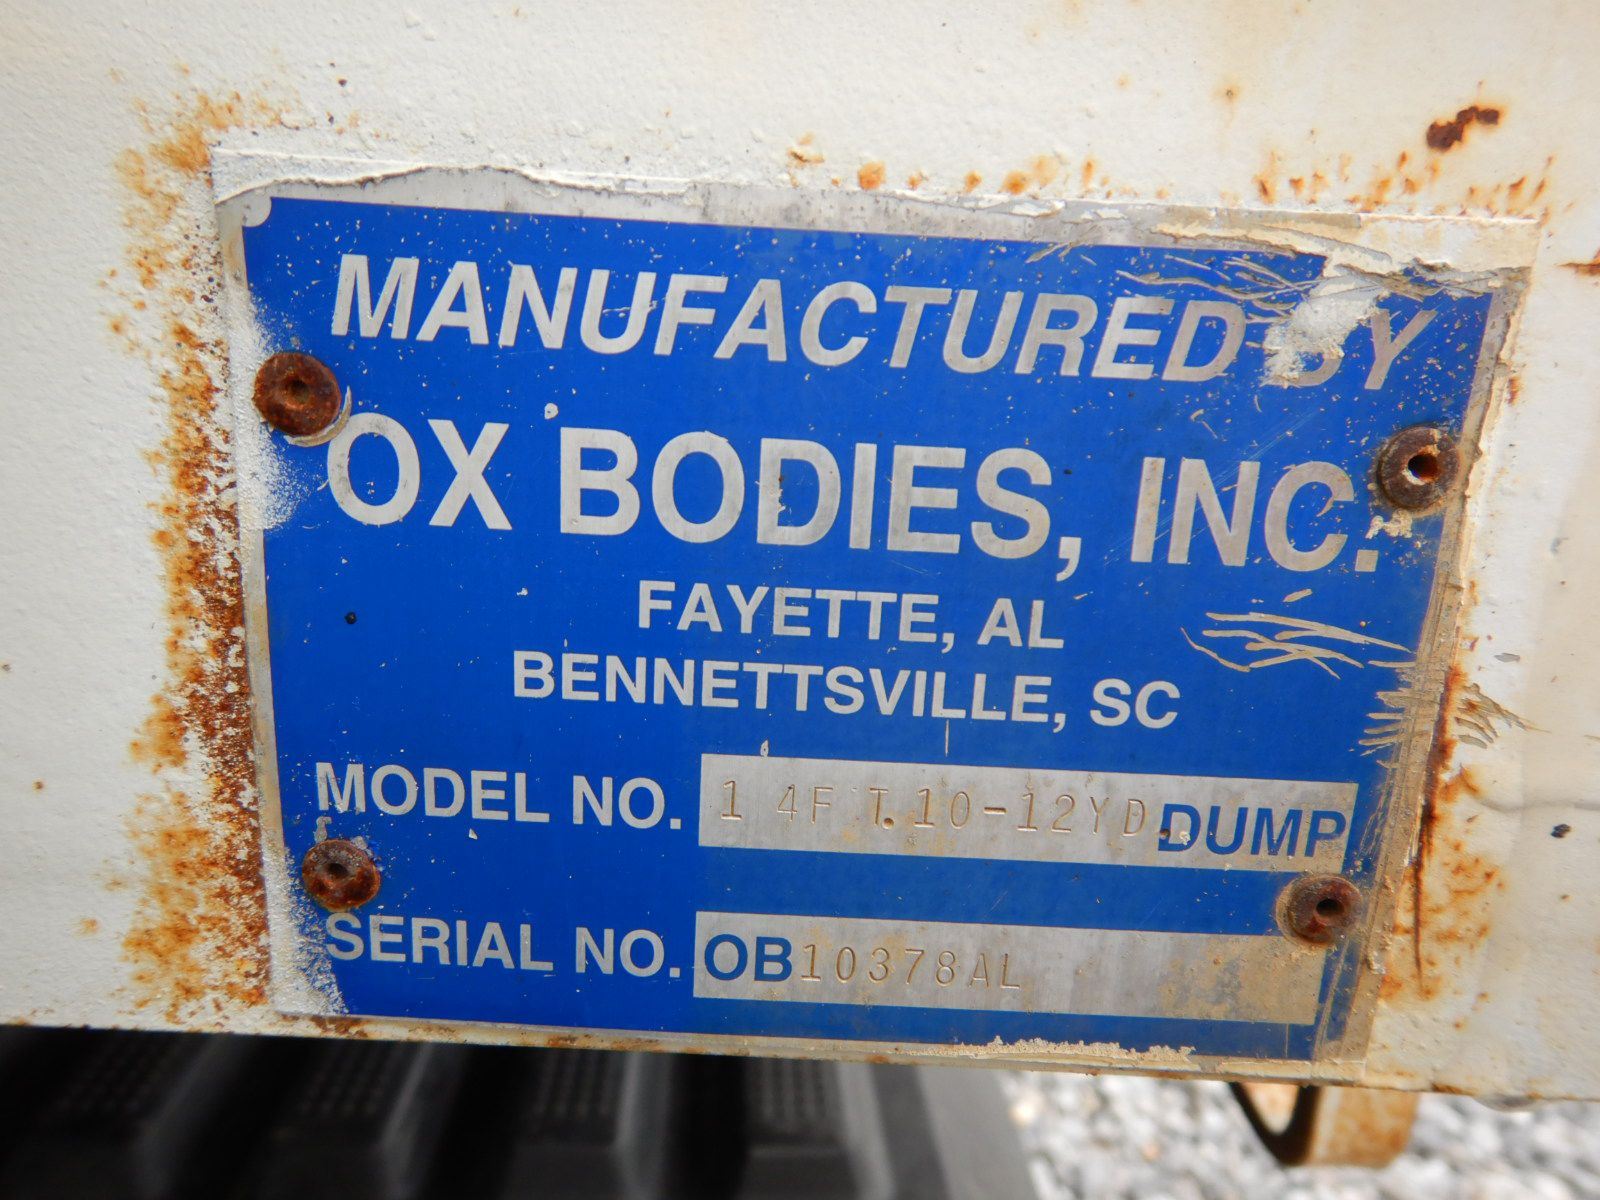 MANUFACTURED BY
OX BODIES, INC.
FAYETTE, AL
BENNETTSVILLE, SC
MODEL NO. 14FT.10-12YD.DUMP
SERIAL NO. OB10378AL